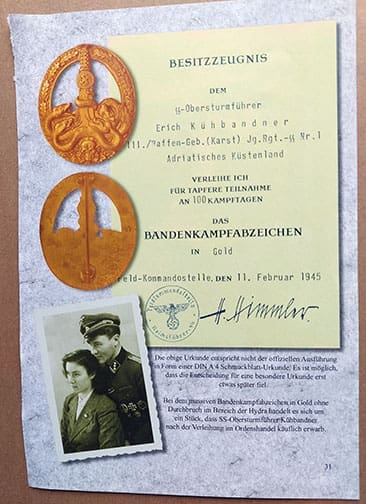 BESITZZEUGNIS
DEM
SS-Obersturmführer
Erich Kühbandner
III./Waffen-Geb.(Karst) Jg.Rgt.-SS Nr.1
Adriatisches Küstenland
VERLEIHE ICH
FÜR TAPFERE TEILNAHME
AN 100 KAMPFTAGEN
DAS
BANDENKAMPFABZEICHEN
IN Gold
Feld-Kommandostelle, DEN 11. Februar 1945
H. Himmler.
Die obige Urkunde entspricht nicht der offiziellen Ausführung
in Form einer DIN A 4 Schmuckblatt-Urkunde. Es ist möglich,
dass die Entscheidung für eine besondere Urkunde erst
etwas später fiel.
Bei dem massiven Bandenkampfabzeichen in Gold ohne
Durchbruch im Bereich der Hydra handelt es sich um
ein Stück, dass SS-Obersturmführer Kühbandner
nach der Verleihung im Ordenshandel käuflich erwarb.
31